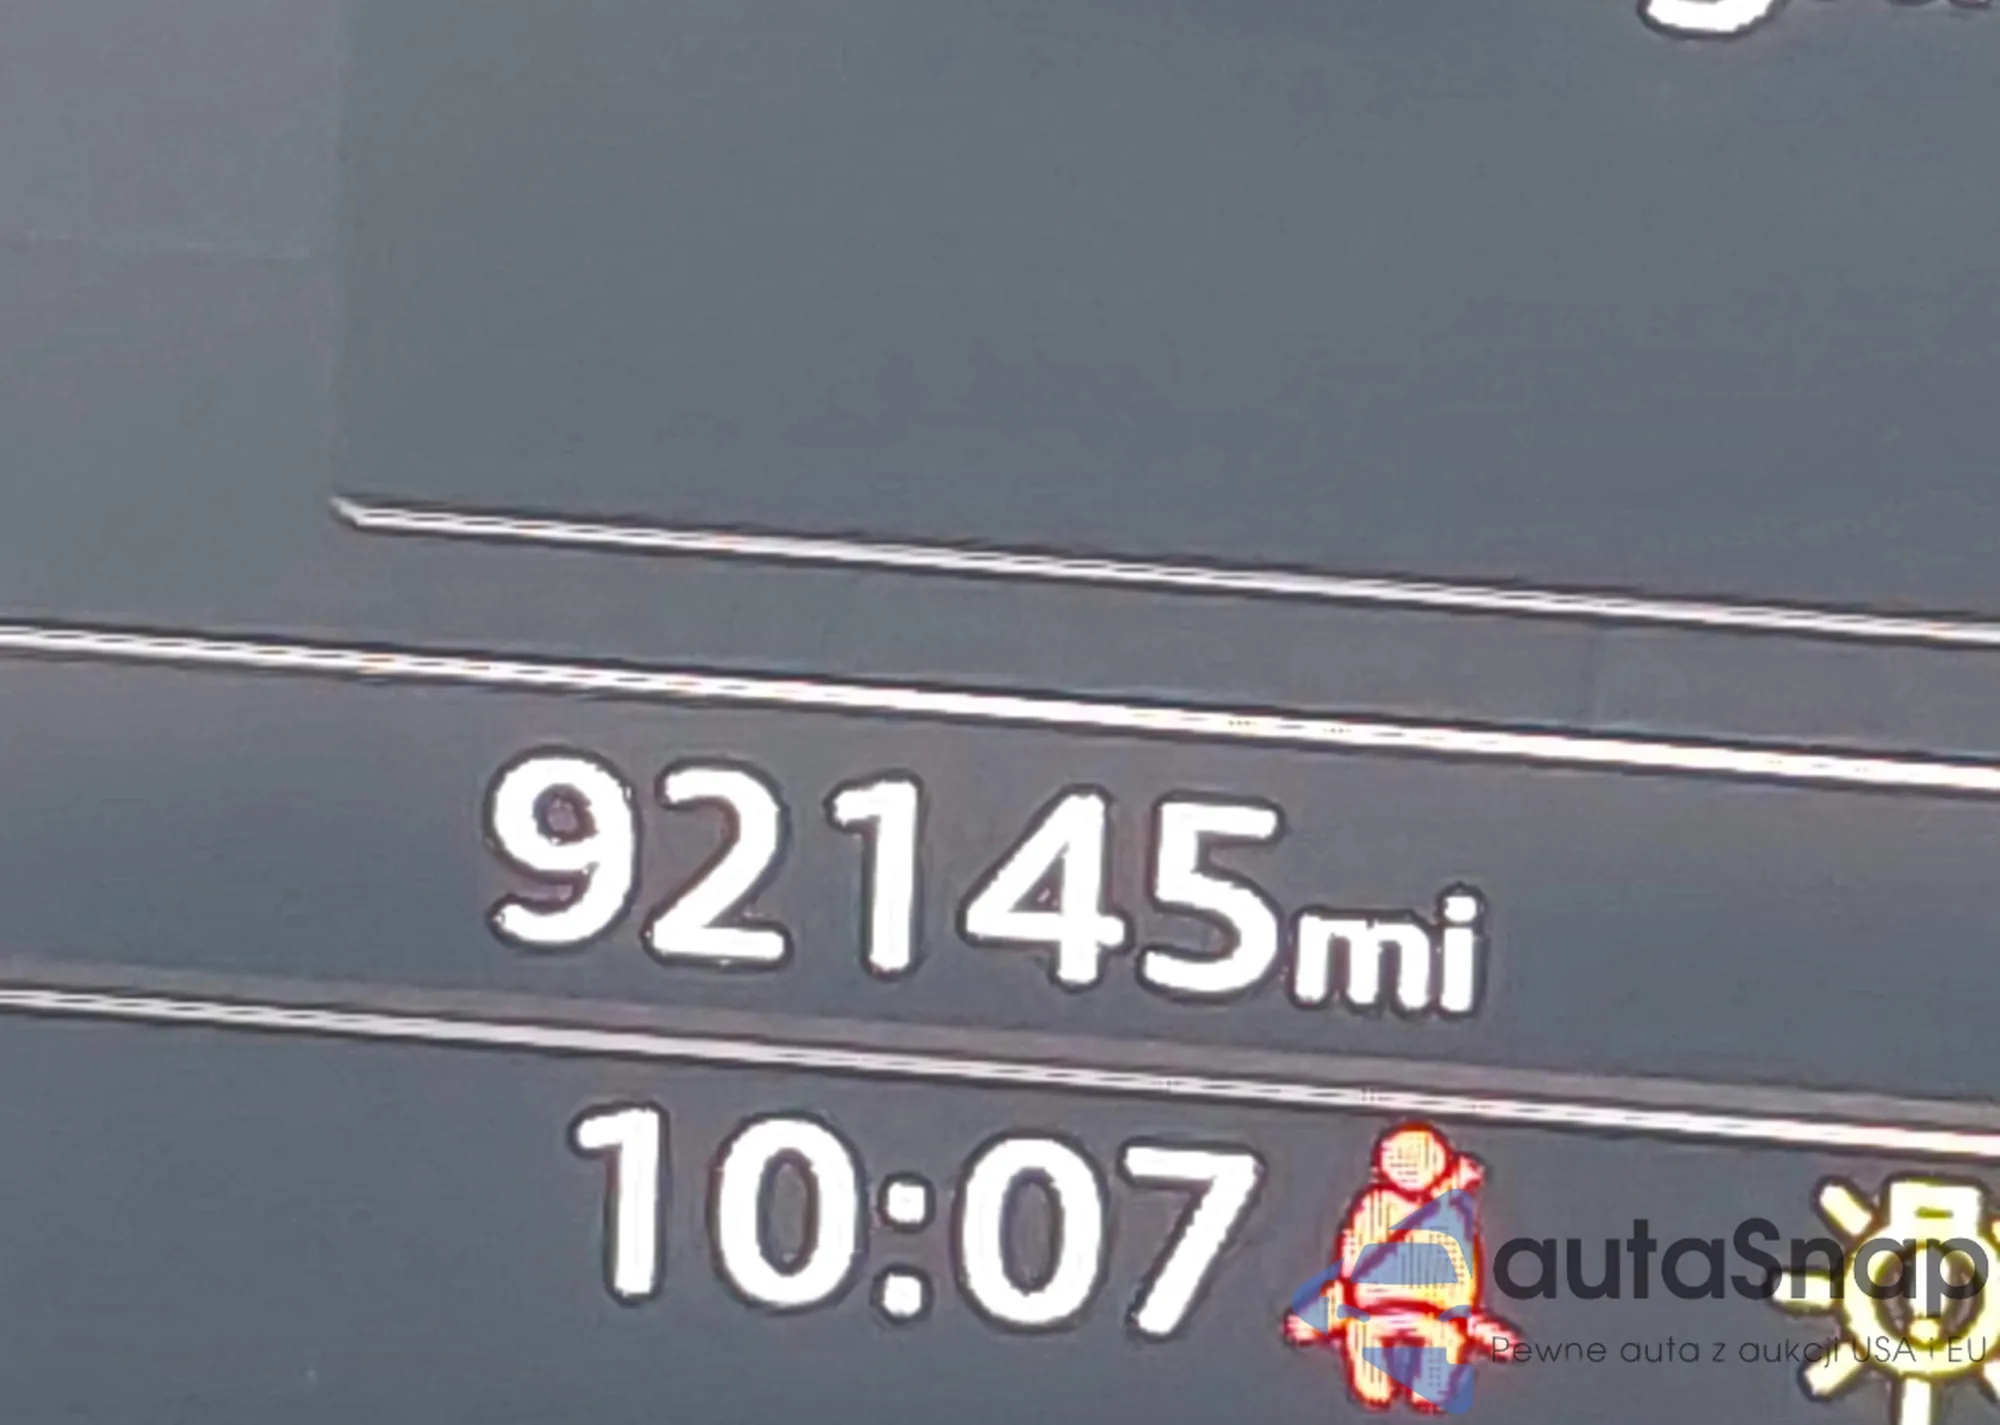 92145mi
10:07
autaSnap
Pewne auta z aukcji USA i EU